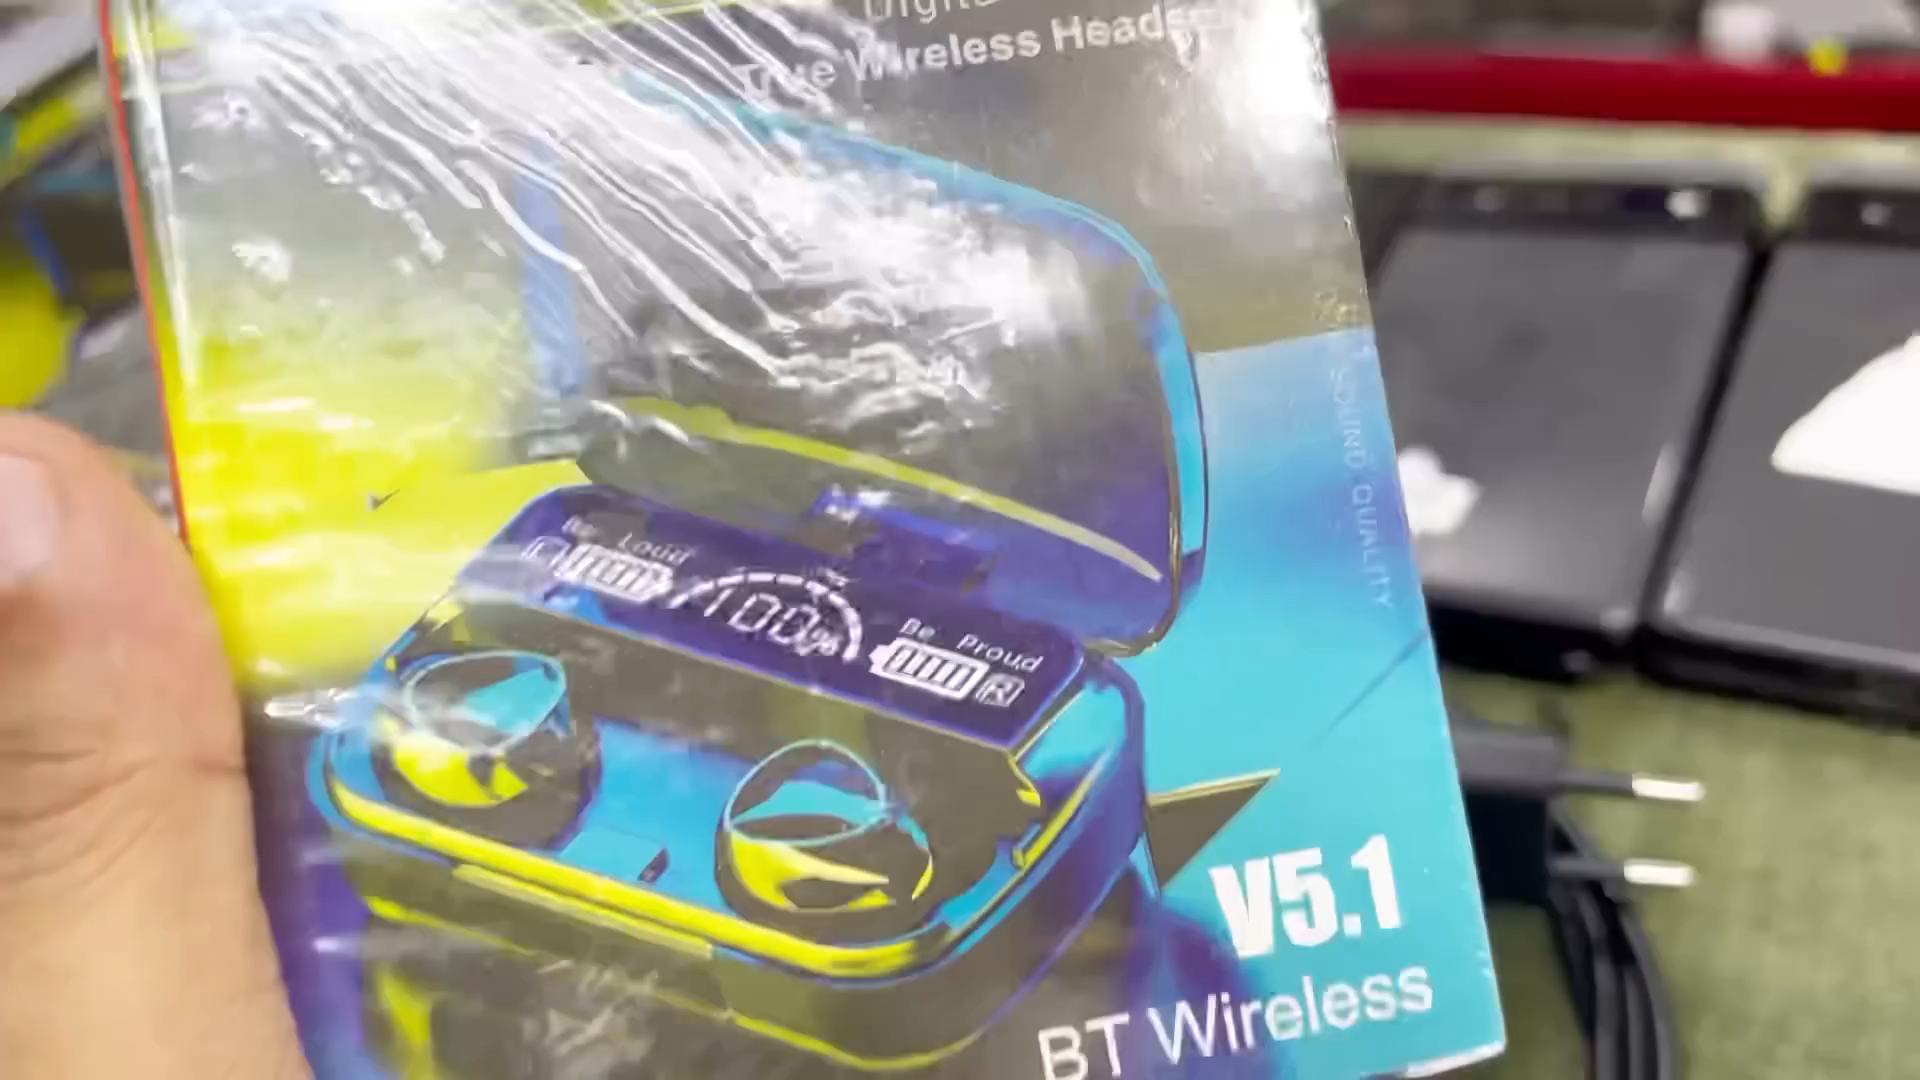 True Wireless Heads
SOUND QUALITY
Be Loud
100%
Be Proud
R
V5.1
BT Wireless